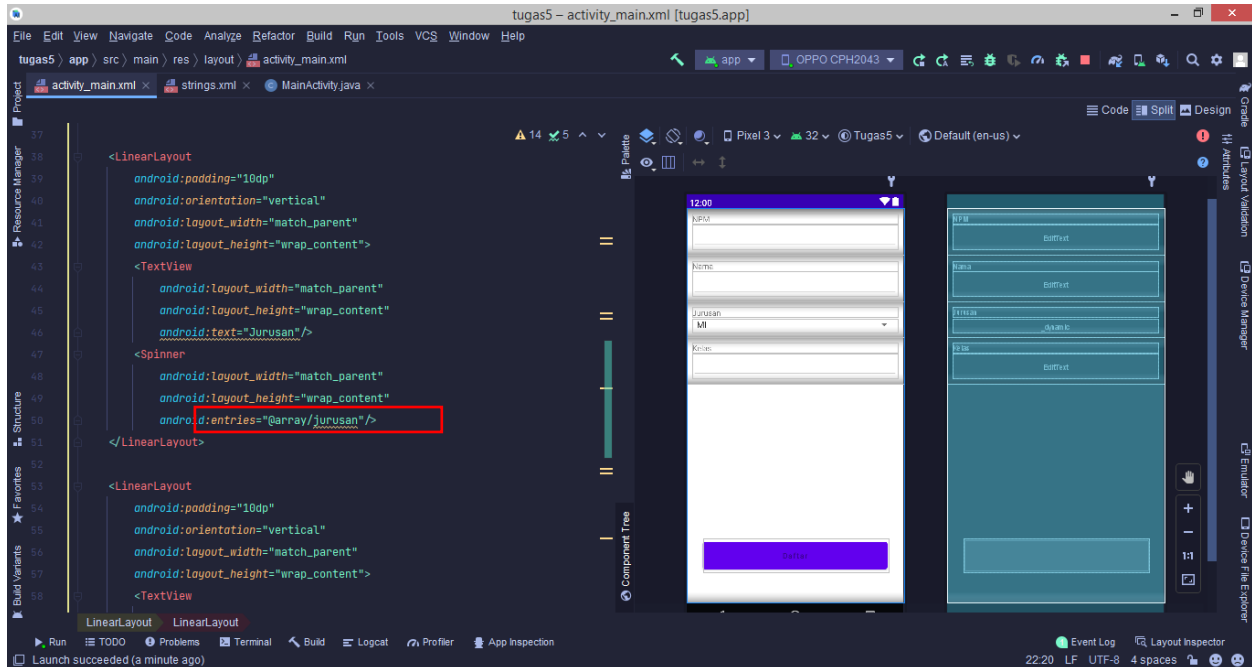 tugas5 – activity_main.xml [tugas5.app]
File Edit View Navigate Code Analyze Refactor Build Run Tools VCS Window Help
tugas5 〉 app 〉 src 〉 main 〉 res 〉 layout 〉 activity_main.xml
app
OPPO CPH2043
activity_main.xml
strings.xml
MainActivity.java
Code Split Design
14 5
Pixel 3
32
Tugas5
Default (en-us)
37
38 <LinearLayout
39 android:padding="10dp"
40 android:orientation="vertical"
41 android:layout_width="match_parent"
42 android:layout_height="wrap_content">
43 <TextView
44 android:layout_width="match_parent"
45 android:layout_height="wrap_content"
46 android:text="Jurusan"/>
47 <Spinner
48 android:layout_width="match_parent"
49 android:layout_height="wrap_content"
50 android:entries="@array/jurusan"/>
51 </LinearLayout>
52
53 <LinearLayout
54 android:padding="10dp"
55 android:orientation="vertical"
56 android:layout_width="match_parent"
57 android:layout_height="wrap_content">
58 <TextView
LinearLayout LinearLayout
Project
Resource Manager
Structure
Favorites
Build Variants
Palette
Component Tree
12:00
NPM
Nama
Jurusan
MI
Kelas
Daftar
NPM
EditText
Nama
EditText
Jurusan
_dynamic
Kelas
EditText
1:1
Attributes
Gradle
Layout Validation
Device Manager
Emulator
Device File Explorer
Run TODO Problems Terminal Build Logcat Profiler App Inspection
1 Event Log Layout Inspector
Launch succeeded (a minute ago)
22:20 LF UTF-8 4 spaces